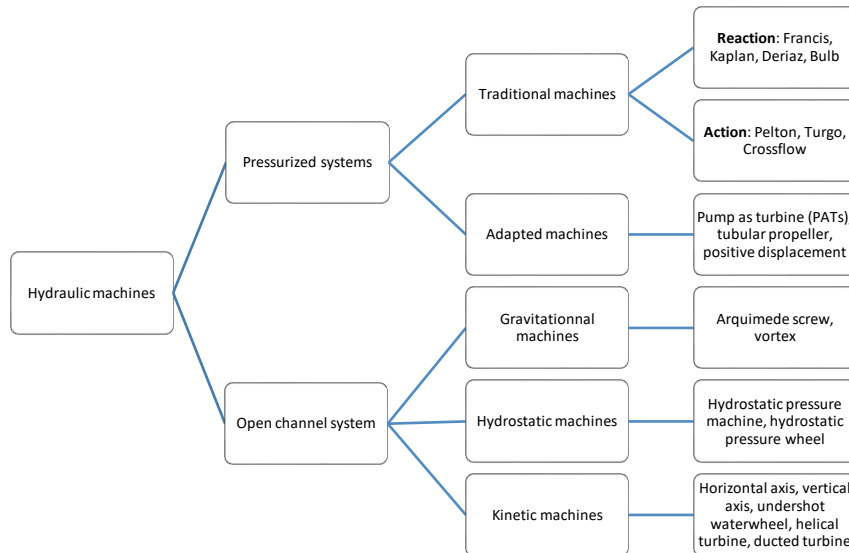 Reaction: Francis,
Kaplan, Deriaz, Bulb
Traditional machines
Action: Pelton, Turgo,
Crossflow
Pressurized systems
Adapted machines
Pump as turbine (PATs),
tubular propeller,
positive displacement
Hydraulic machines
Gravitationnal
machines
Arquimede screw,
vortex
Open channel system
Hydrostatic machines
Hydrostatic pressure
machine, hydrostatic
pressure wheel
Kinetic machines
Horizontal axis, vertical
axis, undershot
waterwheel, helical
turbine, ducted turbine